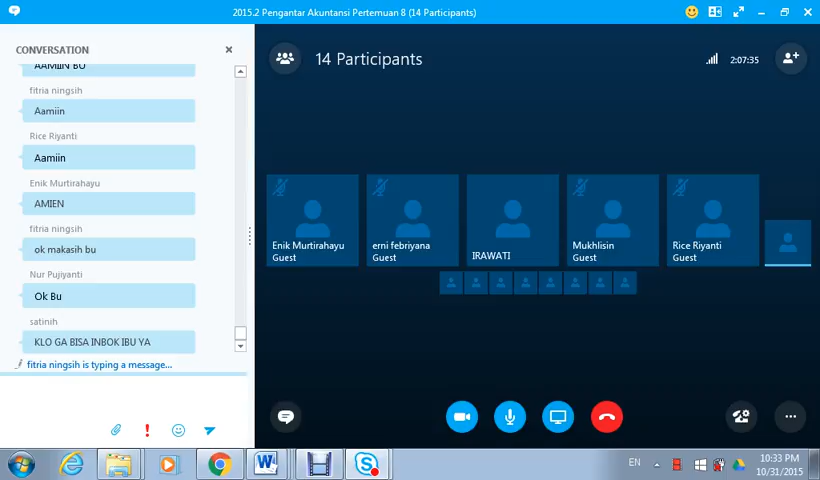 2015.2 Pengantar Akuntansi Pertemuan 8 (14 Participants)
CONVERSATION
AAMIIN BU
fitria ningsih
Aamiin
Rice Riyanti
Aamiin
Enik Murtirahayu
AMIEN
fitria ningsih
ok makasih bu
Nur Pujiyanti
Ok Bu
satinih
KLO GA BISA INBOK IBU YA
fitria ningsih is typing a message...
14 Participants
2:07:35
Enik Murtirahayu
Guest
erni febriyana
Guest
IRAWATI
Mukhlisin
Guest
Rice Riyanti
Guest
EN
10:33 PM
10/31/2015